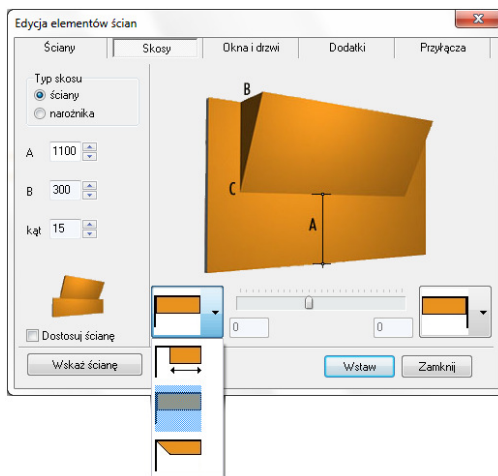 Edycja elementów ścian
Ściany
Skosy
Okna i drzwi
Dodatki
Przyłącza
Typ skosu
ściany
narożnika
A 1100
B 300
kąt 15
B
C
A
0
0
Dostosuj ścianę
Wskaż ścianę
Wstaw
Zamknij